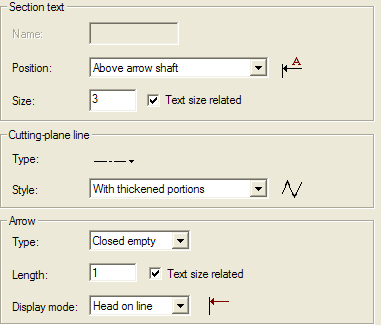 Section text
Name:
Position: Above arrow shaft A
Size: 3 Text size related
Cutting-plane line
Type:
Style: With thickened portions
Arrow
Type: Closed empty
Length: 1 Text size related
Display mode: Head on line